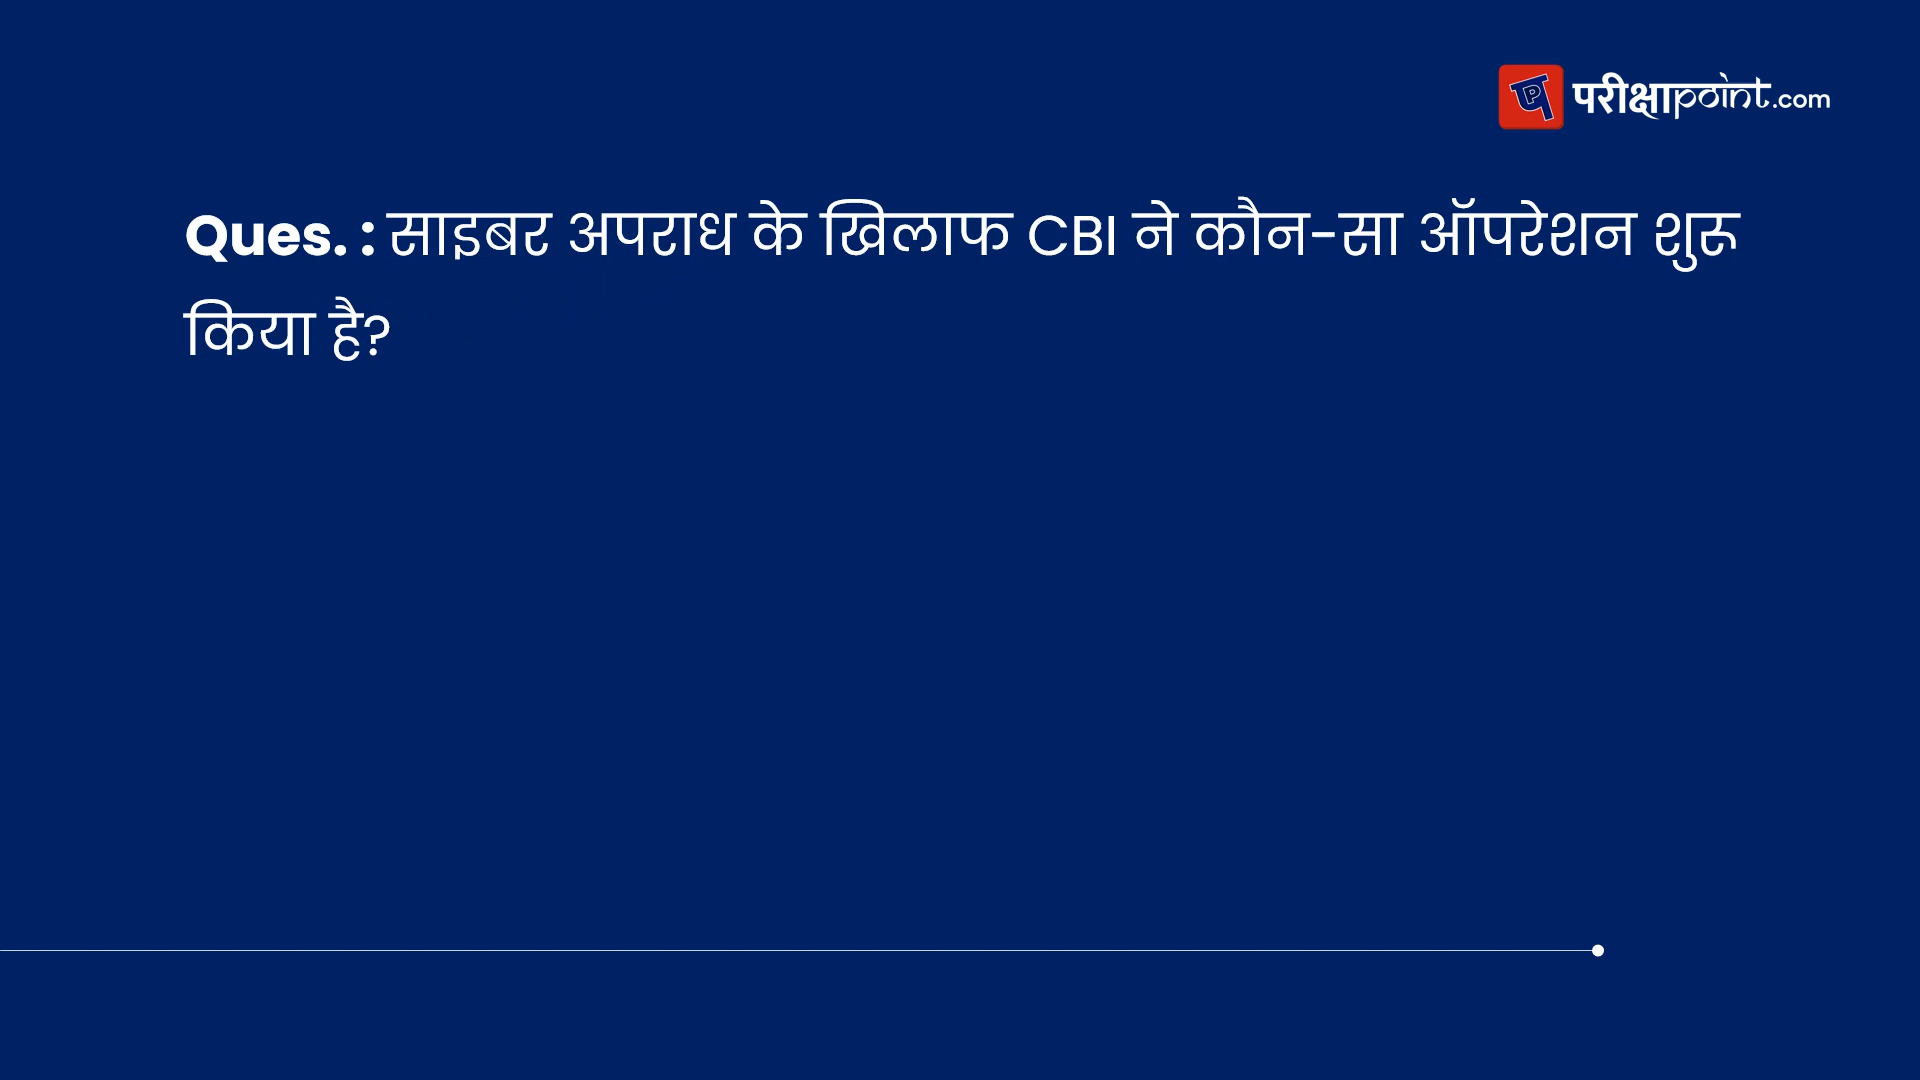 परीक्षाpoint.com
Ques. : साइबर अपराध के खिलाफ CBI ने कौन-सा ऑपरेशन शुरू
किया है?